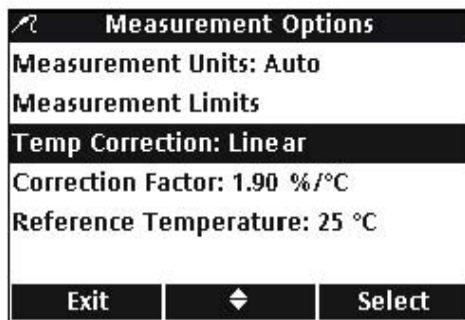 Measurement Options
Measurement Units: Auto
Measurement Limits
Temp Correction: Linear
Correction Factor: 1.90 %/°C
Reference Temperature: 25 °C
Exit Select